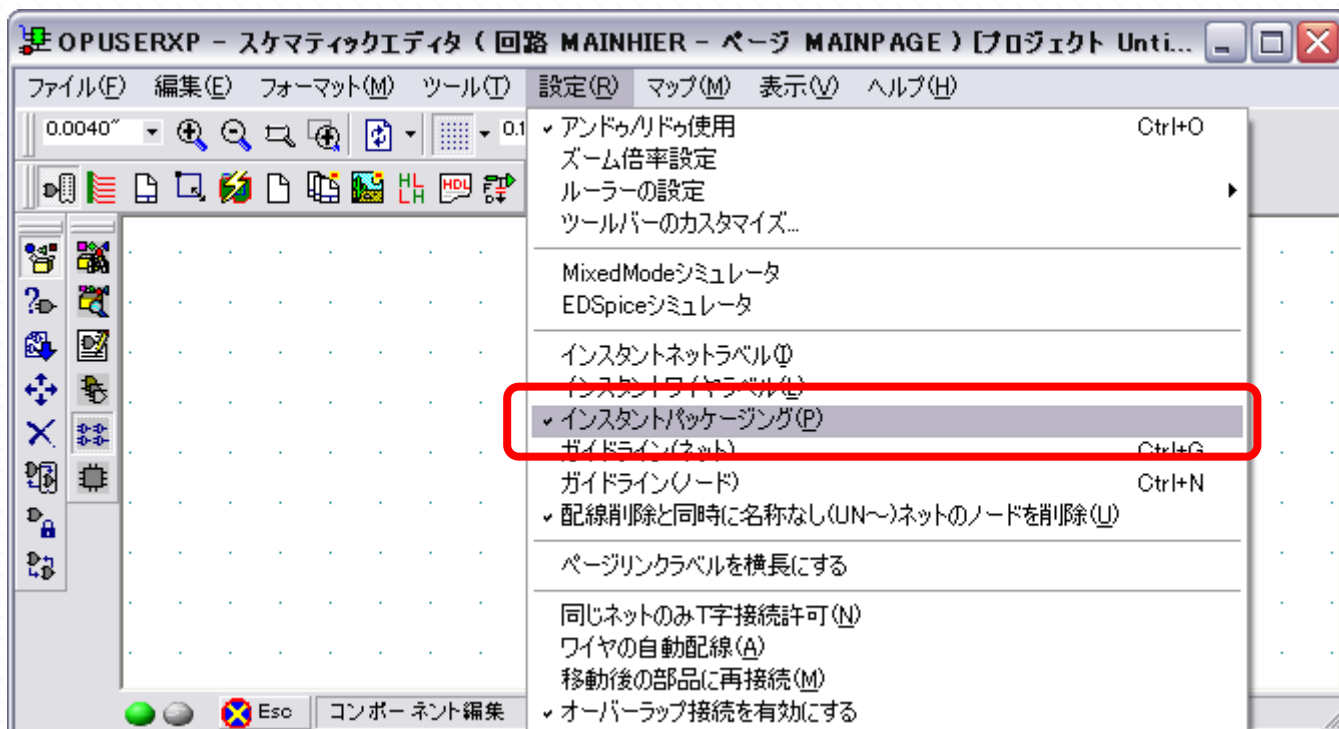 OPUSERXP - スケマティックエディタ ( 回路 MAINHIER - ページ MAINPAGE ) [プロジェクト Unti...
ファイル(F) 編集(E) フォーマット(M) ツール(T) 設定(R) マップ(M) 表示(V) ヘルプ(H)
0.0040" 0.1
HL
LH
HDL
アンドゥ/リドゥ使用 Ctrl+O
ズーム倍率設定
ルーラーの設定
ツールバーのカスタマイズ...
MixedModeシミュレータ
EDSpiceシミュレータ
インスタントネットラベル(I)
インスタントワイヤラベル(L)
インスタントパッケージング(P)
ガイドライン(ネット) Ctrl+G
ガイドライン(ノード) Ctrl+N
配線削除と同時に名称なし(UN～)ネットのノードを削除(U)
ページリンクラベルを横長にする
同じネットのみT字接続許可(N)
ワイヤの自動配線(A)
移動後の部品に再接続(M)
オーバーラップ接続を有効にする
Esc コンポーネント編集